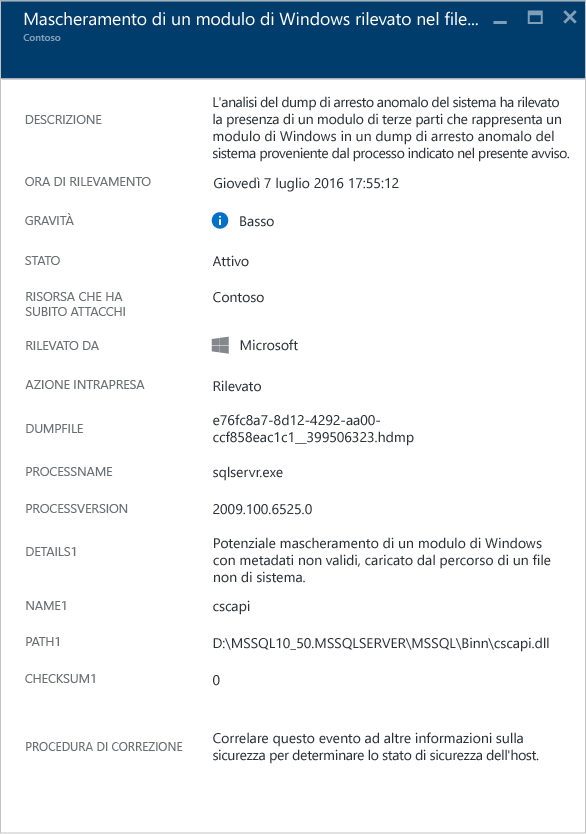 Mascheramento di un modulo di Windows rilevato nel file...
Contoso
DESCRIZIONE
L'analisi del dump di arresto anomalo del sistema ha rilevato
la presenza di un modulo di terze parti che rappresenta un
modulo di Windows in un dump di arresto anomalo del
sistema proveniente dal processo indicato nel presente avviso.
ORA DI RILEVAMENTO
Giovedì 7 luglio 2016 17:55:12
GRAVITÀ
Basso
STATO
Attivo
RISORSA CHE HA
SUBITO ATTACCHI
Contoso
RILEVATO DA
Microsoft
AZIONE INTRAPRESA
Rilevato
DUMPFILE
e76fc8a7-8d12-4292-aa00-
ccf858eac1c1__399506323.hdmp
PROCESSNAME
sqlservr.exe
PROCESSVERSION
2009.100.6525.0
DETAILS1
Potenziale mascheramento di un modulo di Windows
con metadati non validi, caricato dal percorso di un file
non di sistema.
NAME1
cscapi
PATH1
D:\MSSQL10_50.MSSQLSERVER\MSSQL\Binn\cscapi.dll
CHECKSUM1
0
PROCEDURA DI CORREZIONE
Correlare questo evento ad altre informazioni sulla
sicurezza per determinare lo stato di sicurezza dell'host.